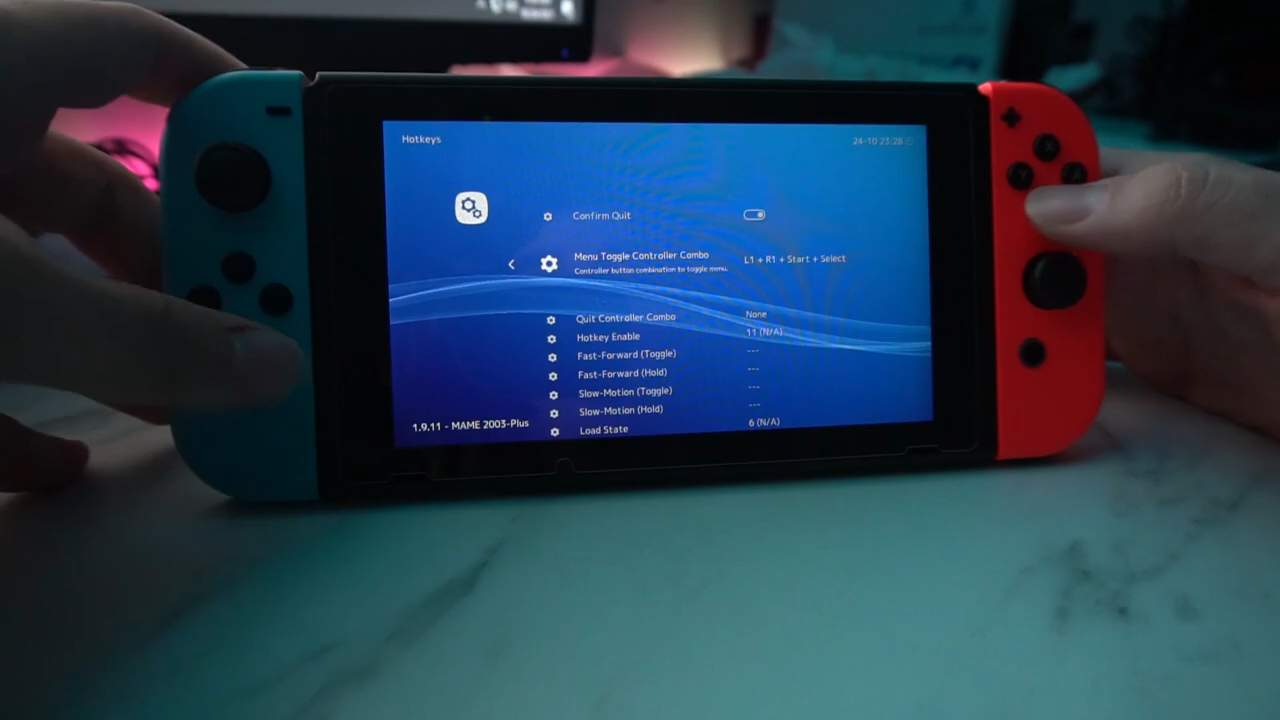 Hotkeys
24-10 23:28
Confirm Quit
Menu Toggle Controller Combo L1 + R1 + Start + Select
Controller button combination to toggle menu.
Quit Controller Combo None
Hotkey Enable 11 (N/A)
Fast-Forward (Toggle) ---
Fast-Forward (Hold) ---
Slow-Motion (Toggle) ---
Slow-Motion (Hold) ---
Load State 6 (N/A)
1.9.11 - MAME 2003-Plus
X
Y
A